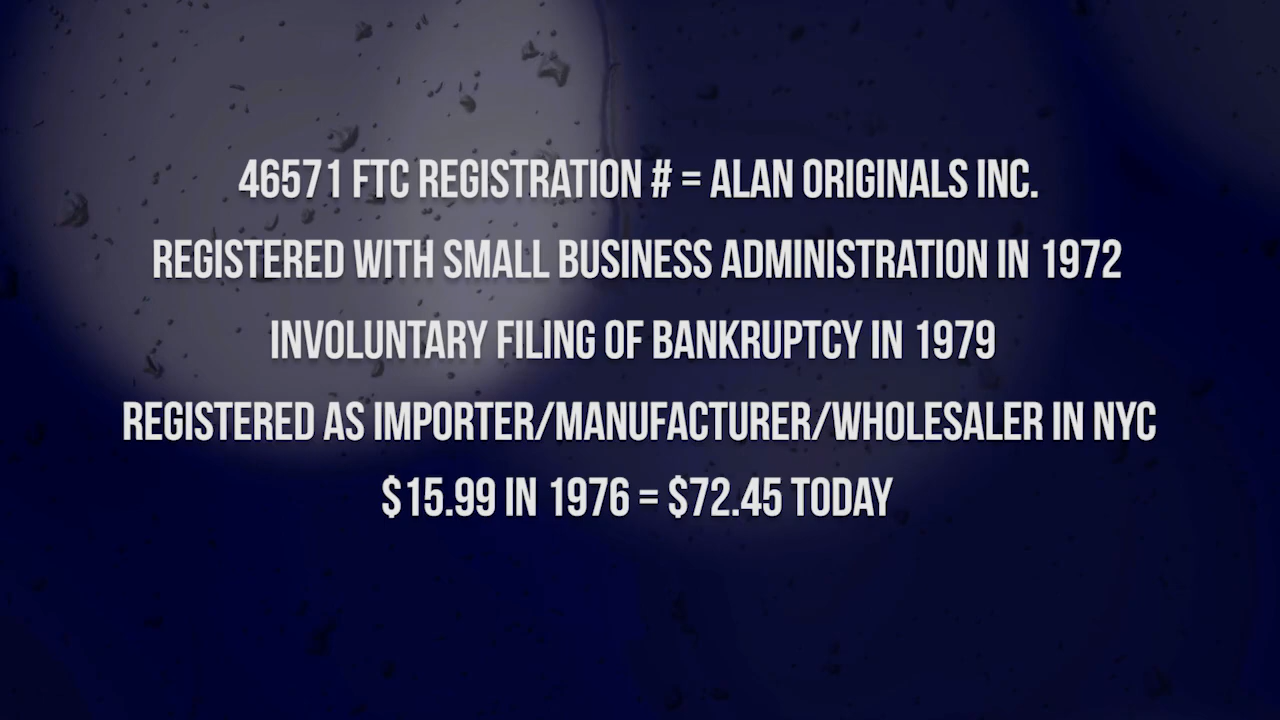 46571 FTC REGISTRATION # = ALAN ORIGINALS INC.
REGISTERED WITH SMALL BUSINESS ADMINISTRATION IN 1972
INVOLUNTARY FILING OF BANKRUPTCY IN 1979
REGISTERED AS IMPORTER/MANUFACTURER/WHOLESALER IN NYC
$15.99 IN 1976 = $72.45 TODAY